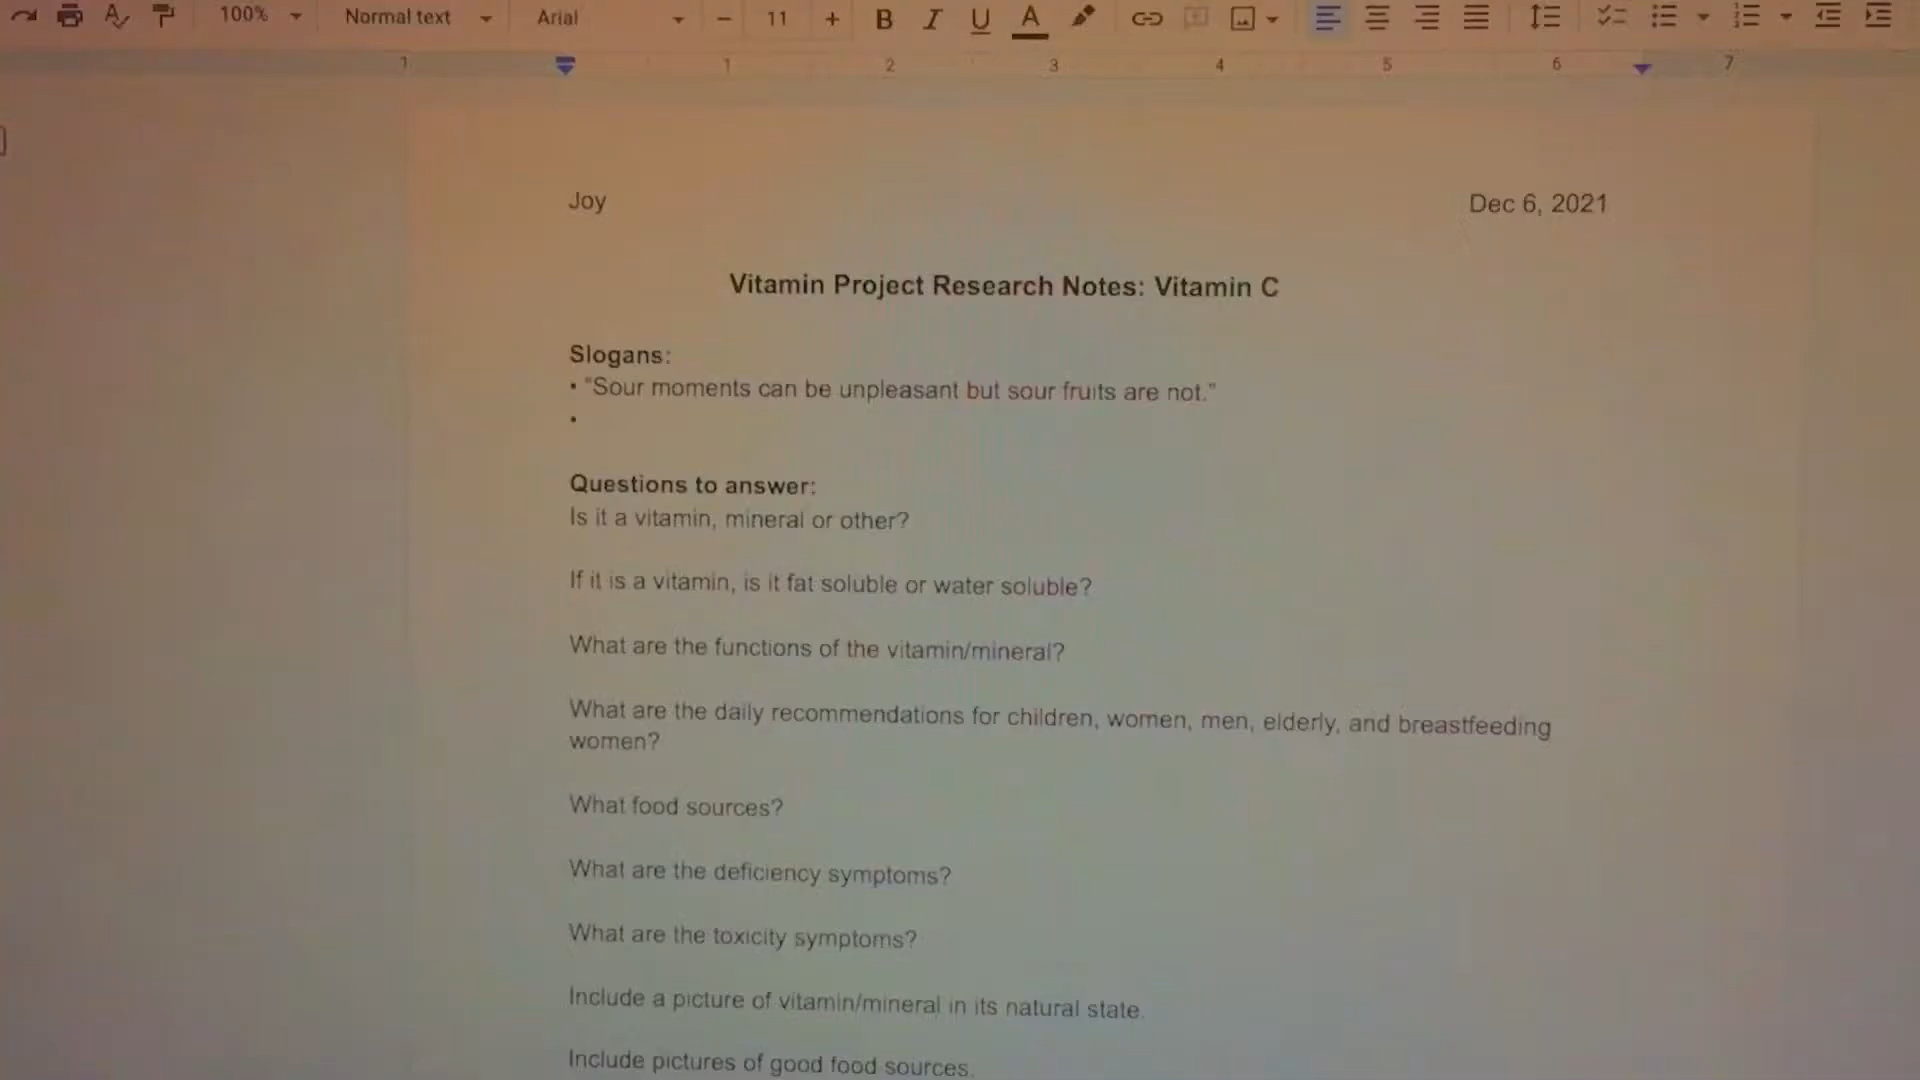 100% Normal text Arial - 11 + B I U A
1 1 2 3 4 5 6 7
Joy Dec 6, 2021
Vitamin Project Research Notes: Vitamin C
Slogans:
• "Sour moments can be unpleasant but sour fruits are not."
•
Questions to answer:
Is it a vitamin, mineral or other?
If it is a vitamin, is it fat soluble or water soluble?
What are the functions of the vitamin/mineral?
What are the daily recommendations for children, women, men, elderly, and breastfeeding
women?
What food sources?
What are the deficiency symptoms?
What are the toxicity symptoms?
Include a picture of vitamin/mineral in its natural state.
Include pictures of good food sources.